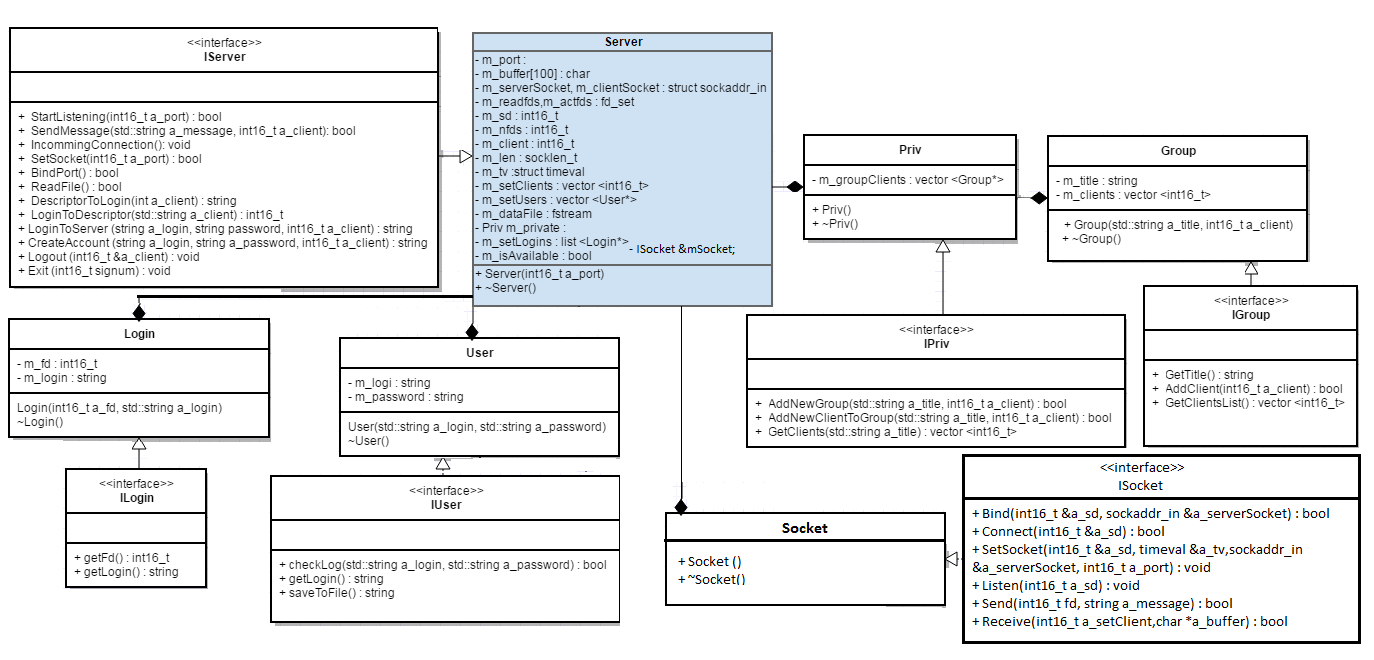 <<interface>>
IServer
+ StartListening(int16_t a_port) : bool
+ SendMessage(std::string a_message, int16_t a_client): bool
+ IncommingConnection(): void
+ SetSocket(int16_t a_port) : bool
+ BindPort() : bool
+ ReadFile() : bool
+ DescriptorToLogin(int a_client) : string
+ LoginToDescriptor(std::string a_client) : int16_t
+ LoginToServer (string a_login, string password, int16_t a_client) : string
+ CreateAccount (string a_login, string a_password, int16_t a_client) : string
+ Logout (int16_t &a_client) : void
+ Exit (int16_t signum) : void
Server
- m_port :
- m_buffer[100] : char
- m_serverSocket, m_clientSocket : struct sockaddr_in
- m_readfds,m_actfds : fd_set
- m_sd : int16_t
- m_nfds : int16_t
- m_client : int16_t
- m_len : socklen_t
- m_tv :struct timeval
- m_setClients : vector <int16_t>
- m_setUsers : vector <User*>
- m_dataFile : fstream
- Priv m_private :
- m_setLogins : list <Login*>
- ISocket &mSocket;
- m_isAvailable : bool
+ Server(int16_t a_port)
+ ~Server()
Priv
- m_groupClients : vector <Group*>
+ Priv()
+ ~Priv()
Group
- m_title : string
- m_clients : vector <int16_t>
+ Group(std::string a_title, int16_t a_client)
+ ~Group()
Login
- m_fd : int16_t
- m_login : string
Login(int16_t a_fd, std::string a_login)
~Login()
User
- m_logi : string
- m_password : string
User(std::string a_login, std::string a_password)
~User()
<<interface>>
IPriv
+ AddNewGroup(std::string a_title, int16_t a_client) : bool
+ AddNewClientToGroup(std::string a_title, int16_t a_client) : bool
+ GetClients(std::string a_title) : vector <int16_t>
<<interface>>
IGroup
+ GetTitle() : string
+ AddClient(int16_t a_client) : bool
+ GetClientsList() : vector <int16_t>
<<interface>>
ILogin
+ getFd() : int16_t
+ getLogin() : string
<<interface>>
IUser
+ checkLog(std::string a_login, std::string a_password) : bool
+ getLogin() : string
+ saveToFile() : string
Socket
+ Socket ()
+ ~Socket()
<<interface>>
ISocket
+ Bind(int16_t &a_sd, sockaddr_in &a_serverSocket) : bool
+ Connect(int16_t &a_sd) : bool
+ SetSocket(int16_t &a_sd, timeval &a_tv,sockaddr_in
&a_serverSocket, int16_t a_port) : void
+ Listen(int16_t a_sd) : void
+ Send(int16_t fd, string a_message) : bool
+ Receive(int16_t a_setClient,char *a_buffer) : bool